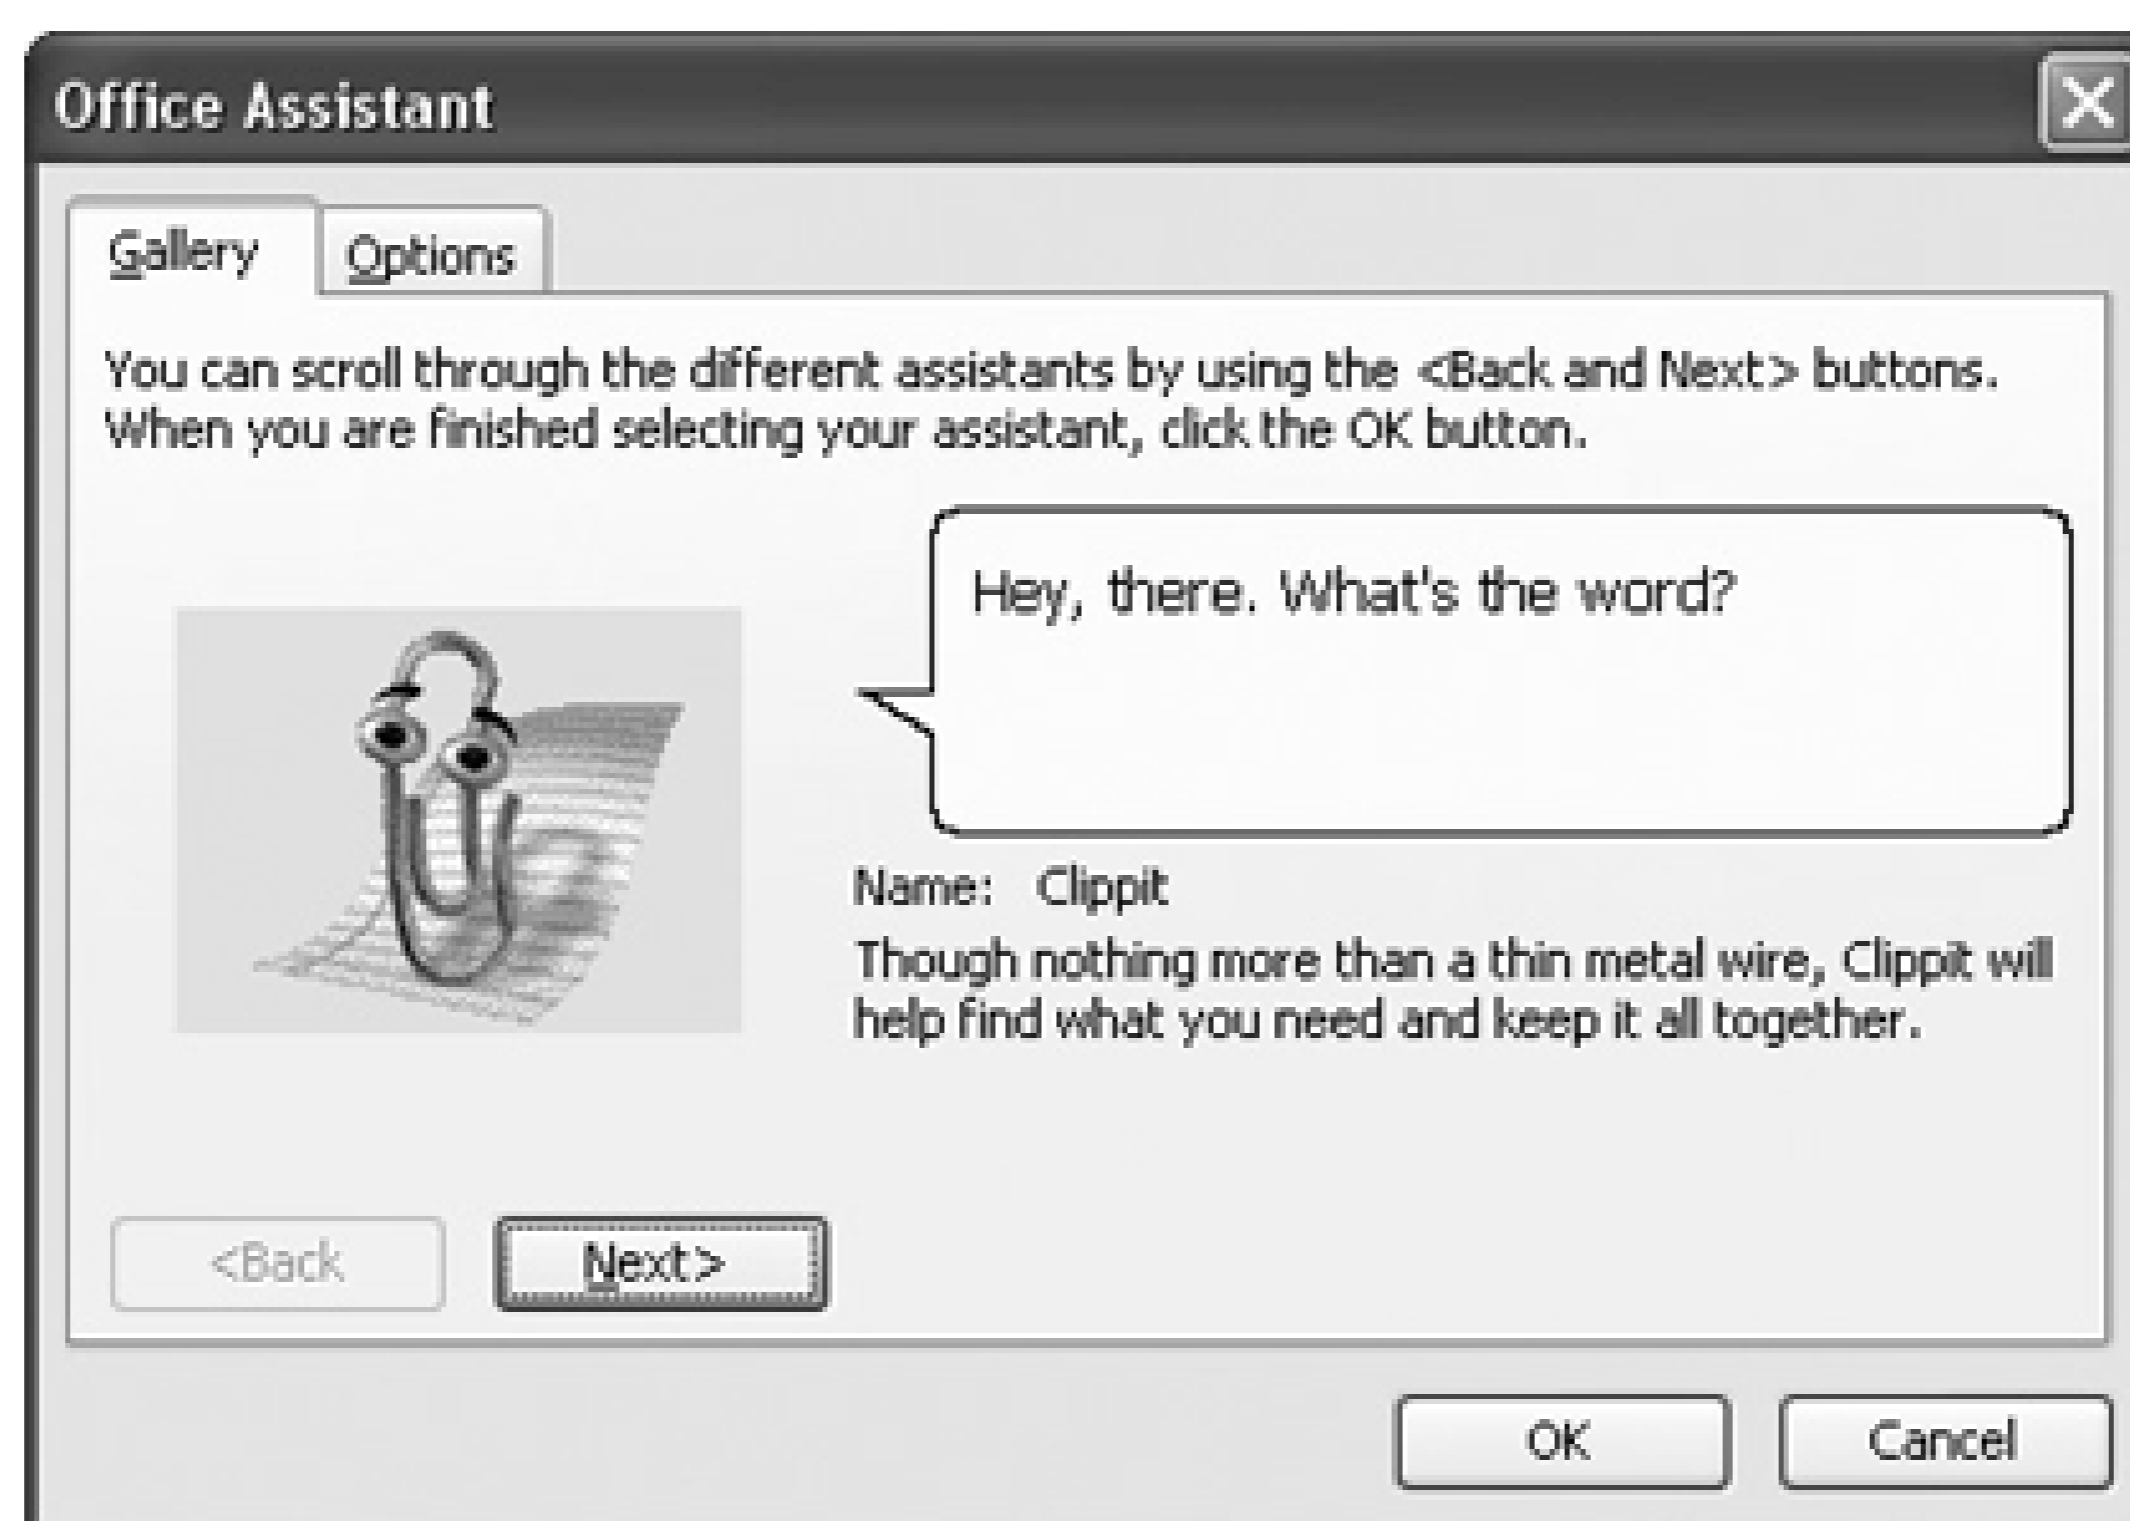 Office Assistant
Gallery
Options
You can scroll through the different assistants by using the <Back and Next> buttons.
When you are finished selecting your assistant, click the OK button.
Hey, there. What's the word?
Name: Clippit
Though nothing more than a thin metal wire, Clippit will
help find what you need and keep it all together.
<Back
Next>
OK
Cancel